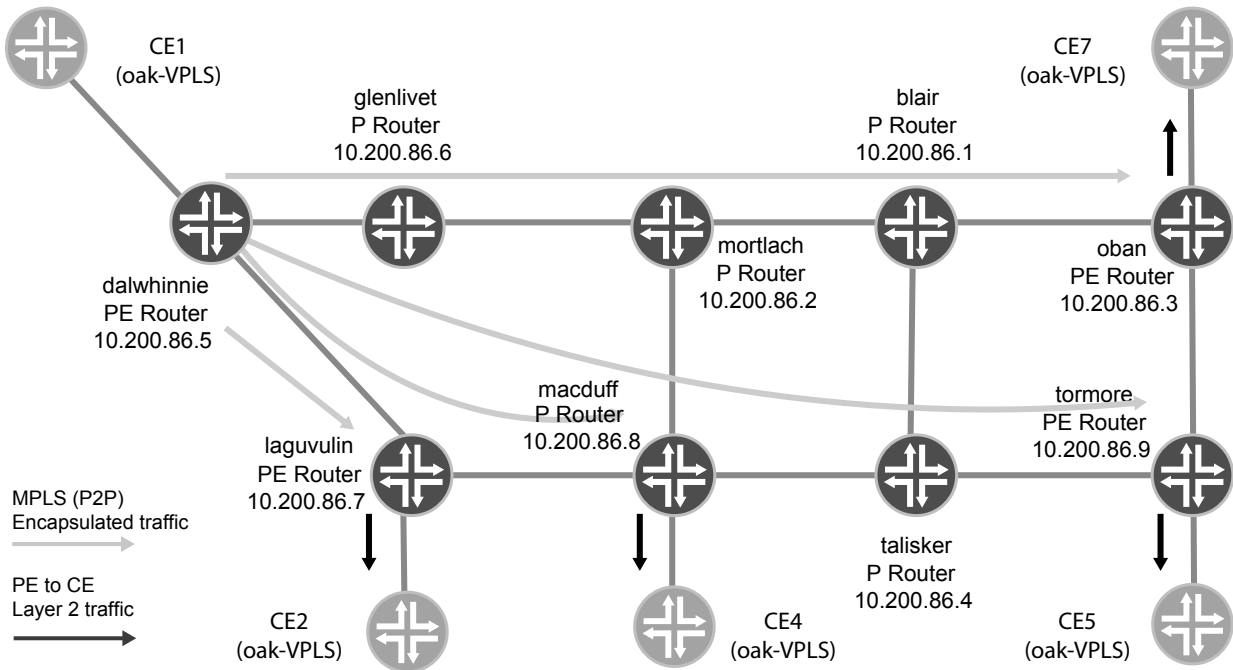 CE1
(oak-VPLS)
CE7
(oak-VPLS)
glenlivet
P Router
10.200.86.6
blair
P Router
10.200.86.1
mortlach
P Router
10.200.86.2
oban
PE Router
10.200.86.3
dalwhinnie
PE Router
10.200.86.5
macduff
P Router
10.200.86.8
tormore
PE Router
10.200.86.9
laguvulin
PE Router
10.200.86.7
MPLS (P2P)
Encapsulated traffic
talisker
P Router
10.200.86.4
PE to CE
Layer 2 traffic
CE2
(oak-VPLS)
CE4
(oak-VPLS)
CE5
(oak-VPLS)